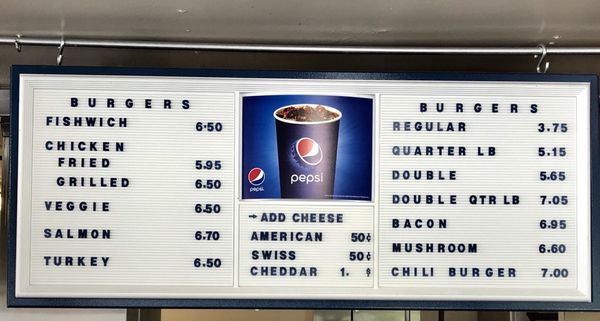 BURGERS
FISHWICH 6.50
CHICKEN
FRIED 5.95
GRILLED 6.50
VEGGIE 6.50
SALMON 6.70
TURKEY 6.50
pepsi
pepsi
→ ADD CHEESE
AMERICAN 50¢
SWISS 50¢
CHEDDAR 1.
BURGERS
REGULAR 3.75
QUARTER LB 5.15
DOUBLE 5.65
DOUBLE QTR LB 7.05
BACON 6.95
MUSHROOM 6.60
CHILI BURGER 7.00